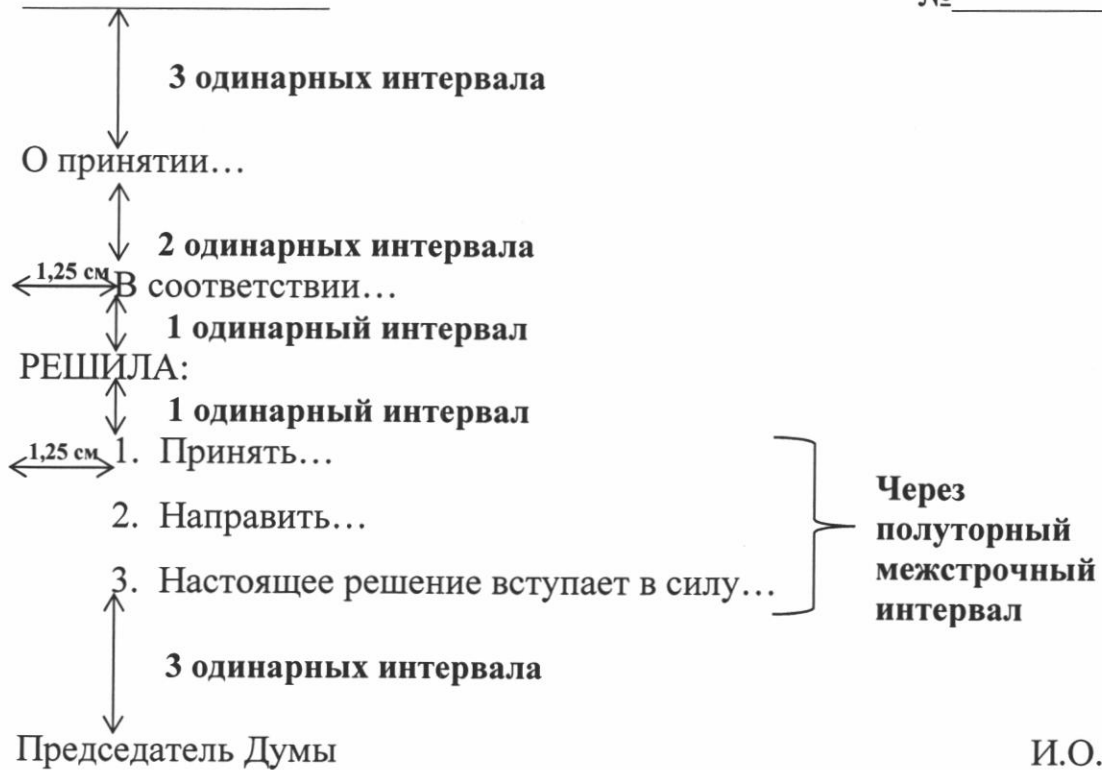 №
3 одинарных интервала
О принятии…
2 одинарных интервала
1,25 см
В соответствии…
1 одинарный интервал
РЕШИЛА:
1 одинарный интервал
1,25 см
1. Принять…
2. Направить…
3. Настоящее решение вступает в силу…
Через
полуторный
межстрочный
интервал
3 одинарных интервала
Председатель Думы
И.О.